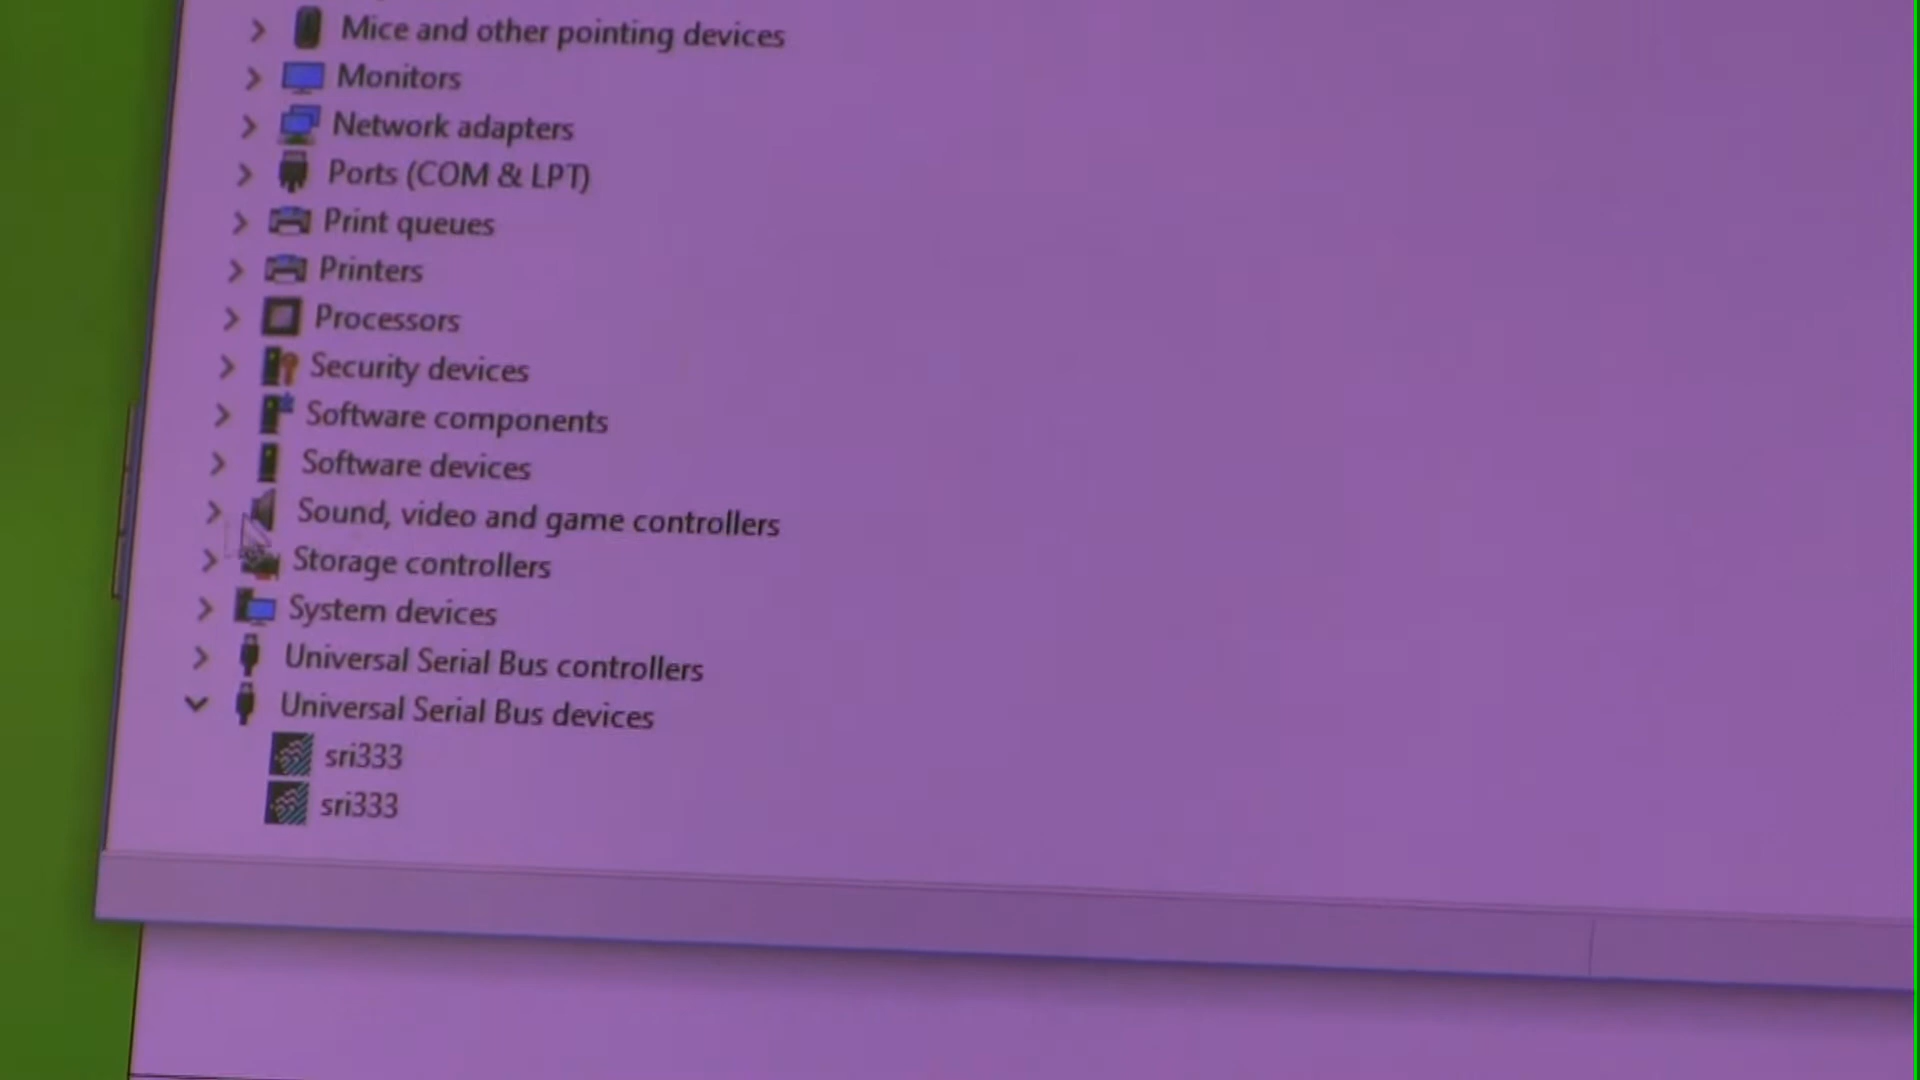 Mice and other pointing devices
Monitors
Network adapters
Ports (COM & LPT)
Print queues
Printers
Processors
Security devices
Software components
Software devices
Sound, video and game controllers
Storage controllers
System devices
Universal Serial Bus controllers
Universal Serial Bus devices
sri333
sri333